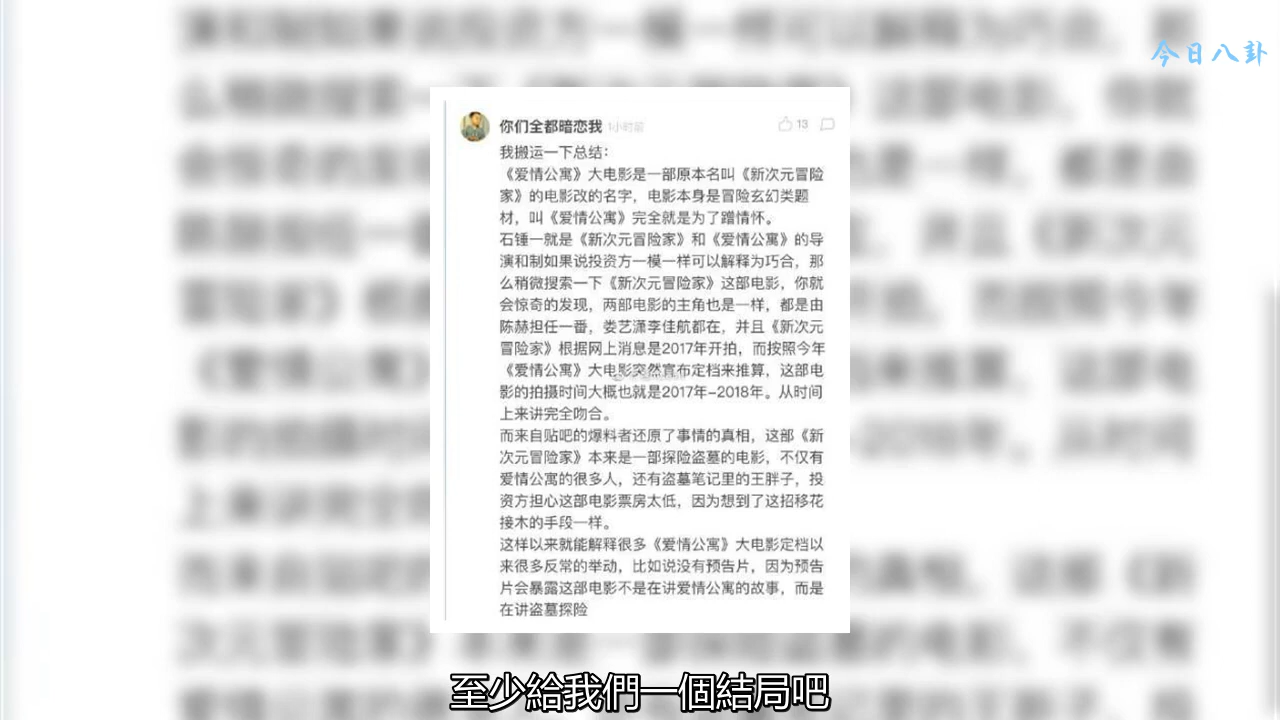 今日八卦
你们全都暗恋我 1小时前 13
我搬运一下总结：
《爱情公寓》大电影是一部原本名叫《新次元冒险
家》的电影改的名字，电影本身是冒险玄幻类题
材，叫《爱情公寓》完全就是为了蹭情怀。
石锤一就是《新次元冒险家》和《爱情公寓》的导
演和制如果说投资方一模一样可以解释为巧合，那
么稍微搜索一下《新次元冒险家》这部电影，你就
会惊奇的发现，两部电影的主角也是一样，都是由
陈赫担任一番，娄艺潇李佳航都在，并且《新次元
冒险家》根据网上消息是2017年开拍，而按照今年
《爱情公寓》大电影突然宣布定档来推算，这部电
影的拍摄时间大概也就是2017年-2018年。从时间
上来讲完全吻合。
而来自贴吧的爆料者还原了事情的真相，这部《新
次元冒险家》本来是一部探险盗墓的电影，不仅有
爱情公寓的很多人，还有盗墓笔记里的王胖子，投
资方担心这部电影票房太低，因为想到了这招移花
接木的手段一样。
这样以来就能解释很多《爱情公寓》大电影定档以
来很多反常的举动，比如说没有预告片，因为预告
片会暴露这部电影不是在讲爱情公寓的故事，而是
在讲盗墓探险
至少給我們一個結局吧